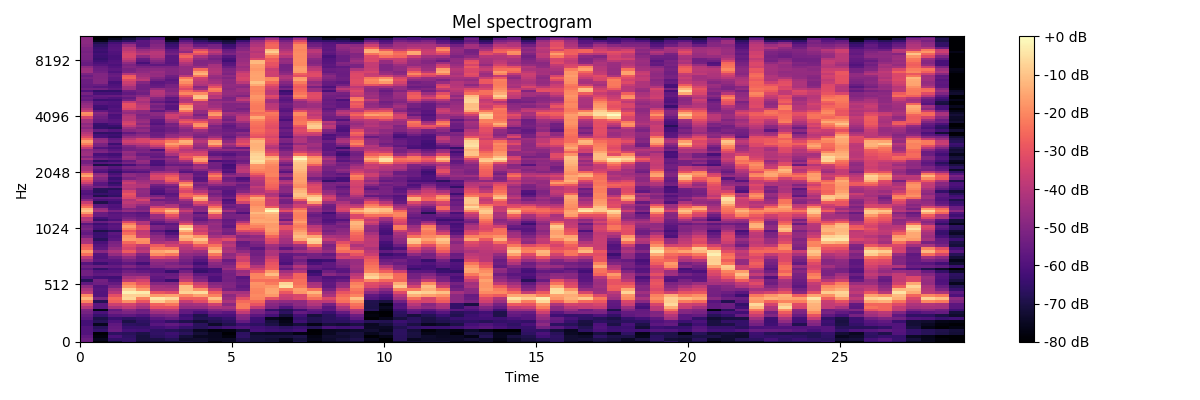 Mel spectrogram
8192
4096
2048
1024
512
0
Hz
0 5 10 15 20 25
Time
+0 dB
-10 dB
-20 dB
-30 dB
-40 dB
-50 dB
-60 dB
-70 dB
-80 dB